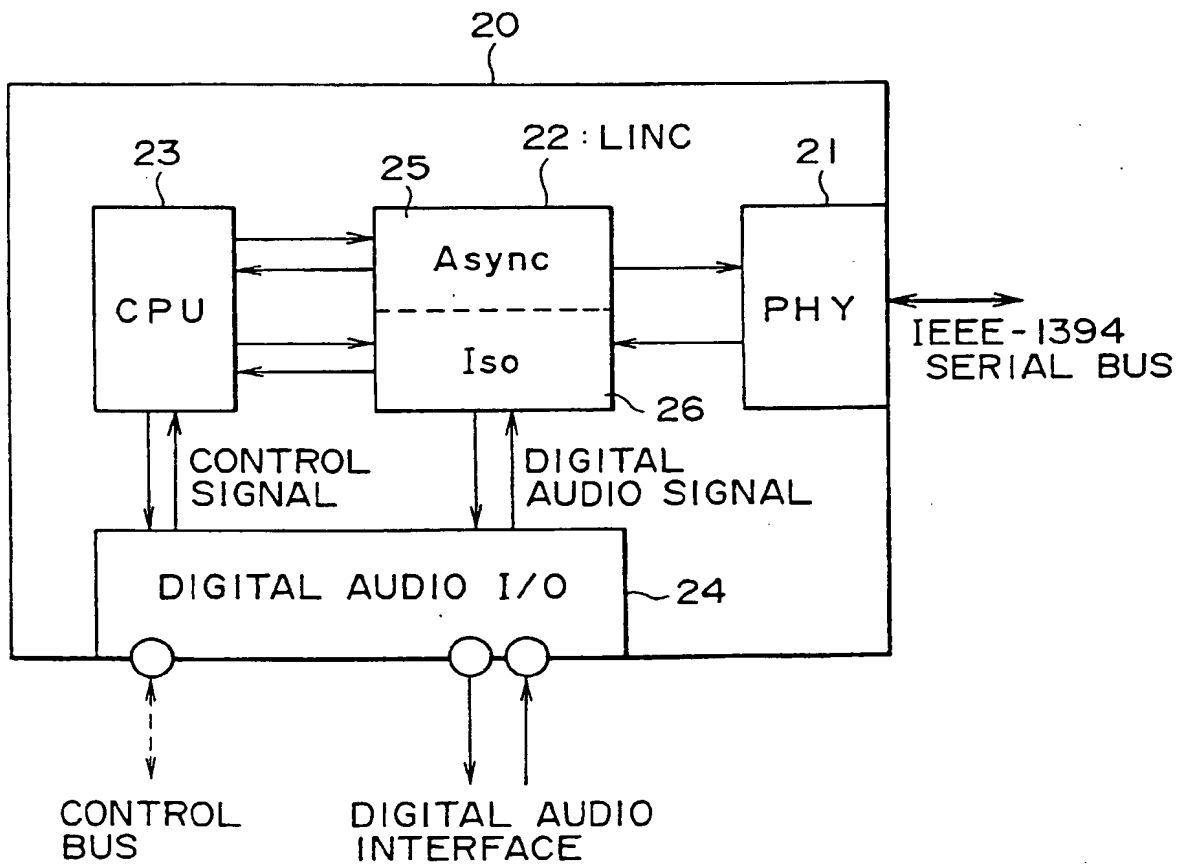 20
23
25
22 : LINC
21
Async
CPU
PHY
IEEE-1394
SERIAL BUS
Iso
26
CONTROL
SIGNAL
DIGITAL
AUDIO SIGNAL
DIGITAL AUDIO I/O
24
CONTROL
BUS
DIGITAL AUDIO
INTERFACE